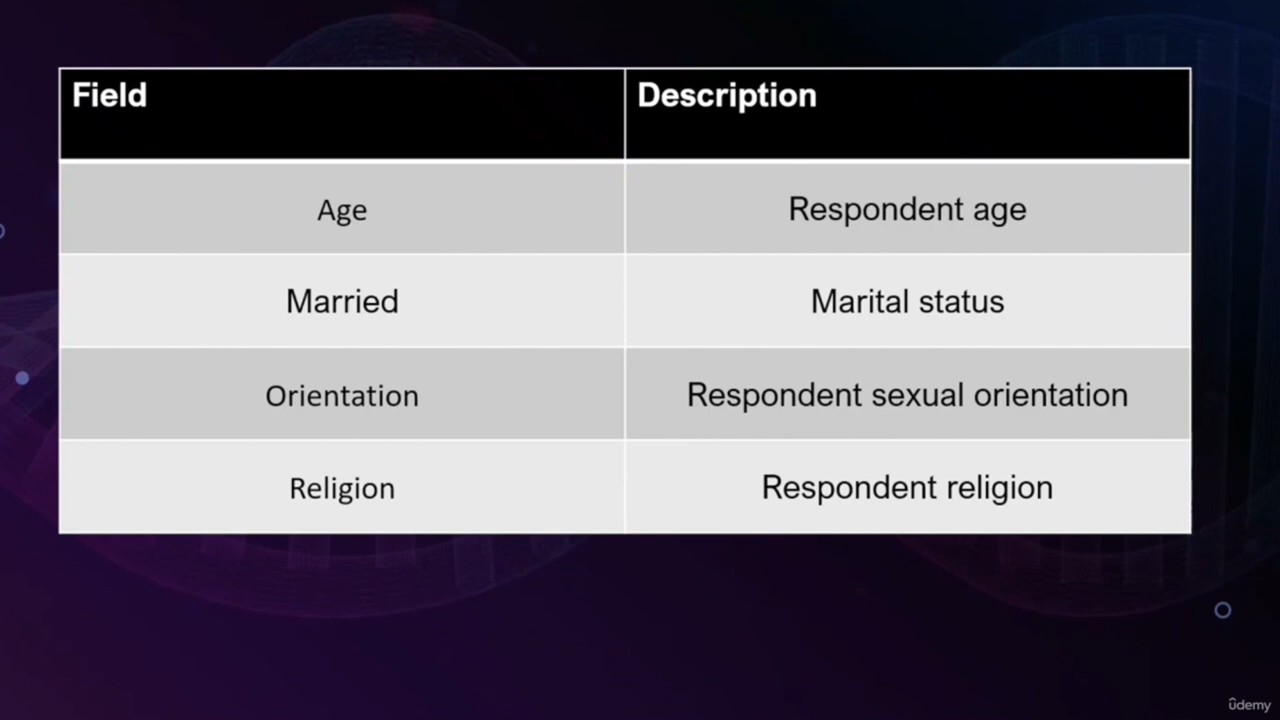 Field Description
Age Respondent age
Married Marital status
Orientation Respondent sexual orientation
Religion Respondent religion
ûdemy